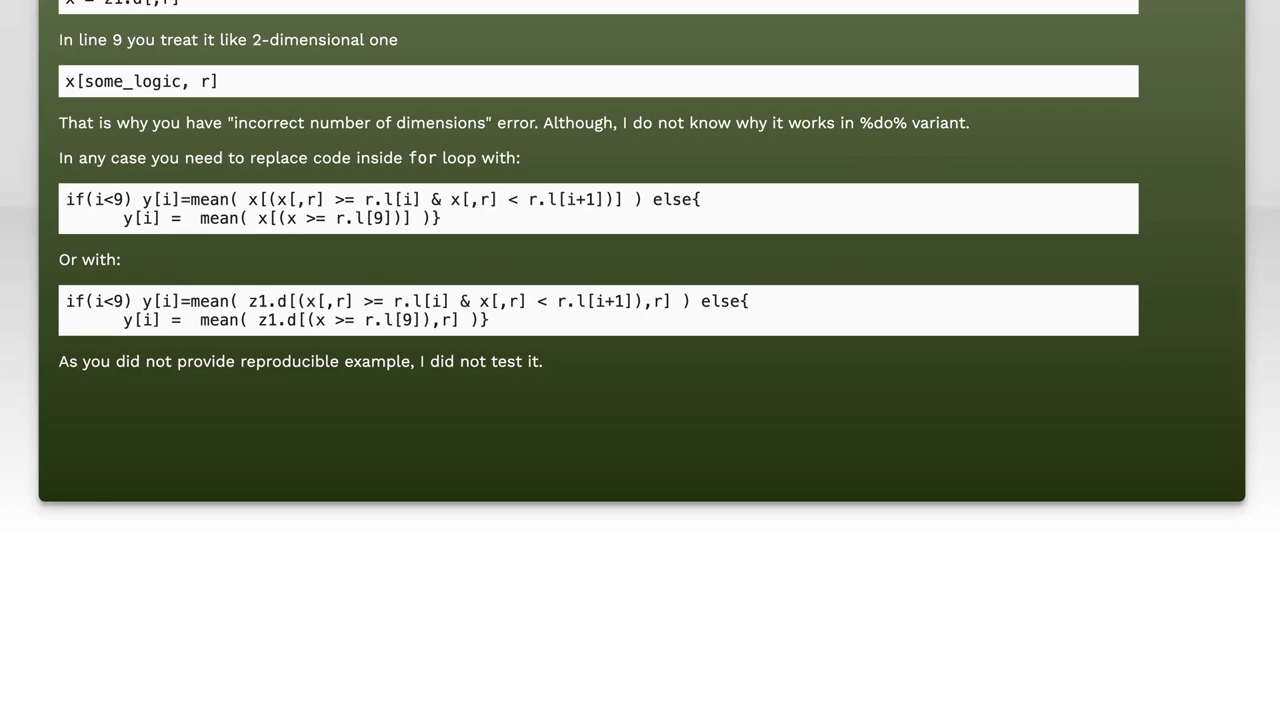 x = z1.d[,r]
In line 9 you treat it like 2-dimensional one
x[some_logic, r]
That is why you have "incorrect number of dimensions" error. Although, I do not know why it works in %do% variant.
In any case you need to replace code inside for loop with:
if(i<9) y[i]=mean( x[(x[,r] >= r.l[i] & x[,r] < r.l[i+1])] ) else{
      y[i] =  mean( x[(x >= r.l[9])] )}
Or with:
if(i<9) y[i]=mean( z1.d[(x[,r] >= r.l[i] & x[,r] < r.l[i+1]),r] ) else{
      y[i] =  mean( z1.d[(x >= r.l[9]),r] )}
As you did not provide reproducible example, I did not test it.